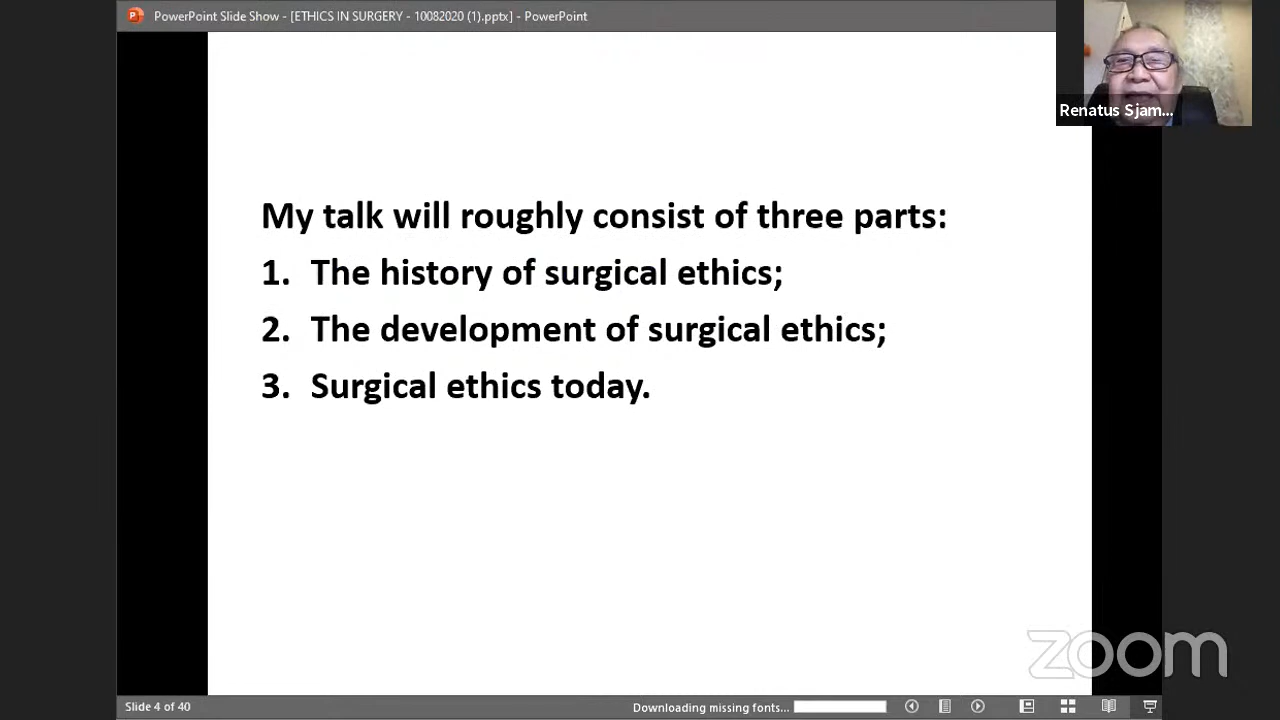 PowerPoint Slide Show - [ETHICS IN SURGERY - 10082020 (1).pptx] - PowerPoint
Renatus Sjam...
My talk will roughly consist of three parts:
1. The history of surgical ethics;
2. The development of surgical ethics;
3. Surgical ethics today.
zoom
Slide 4 of 40
Downloading missing fonts...